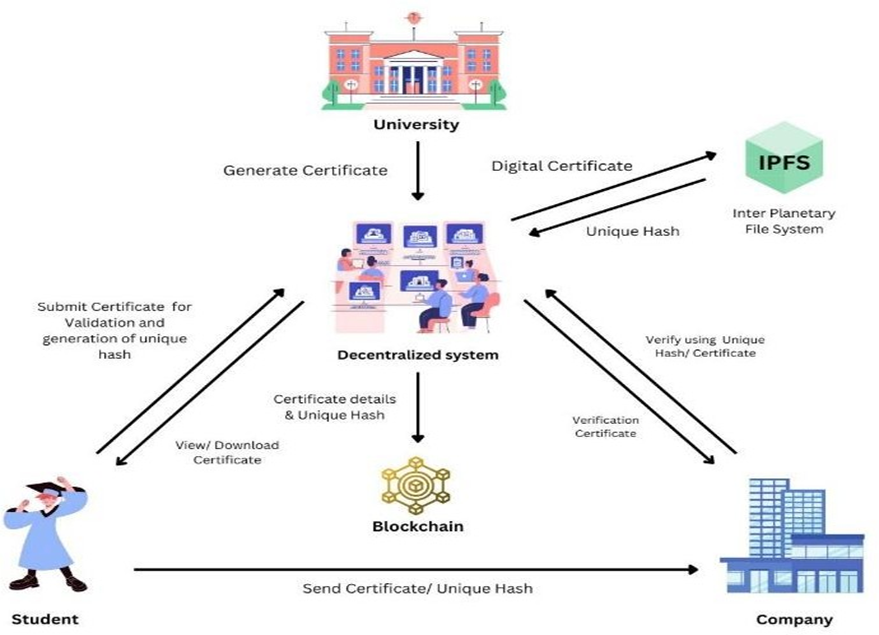 University
Generate Certificate
Digital Certificate
IPFS
Inter Planetary
File System
Unique Hash
Submit Certificate for
Validation and
generation of unique
hash
Decentralized system
Verify using Unique
Hash/ Certificate
Certificate details
& Unique Hash
Verification
Certificate
View/ Download
Certificate
Blockchain
Send Certificate/ Unique Hash
Student
Company